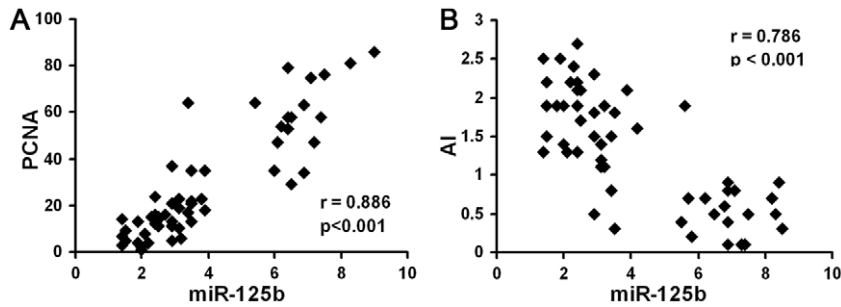 A
100
80
60
40
20
0
PCNA
r = 0.886
p<0.001
0 2 4 6 8 10
miR-125b
B
3
2.5
2
1.5
1
0.5
0
AI
r = 0.786
p < 0.001
0 2 4 6 8 10
miR-125b